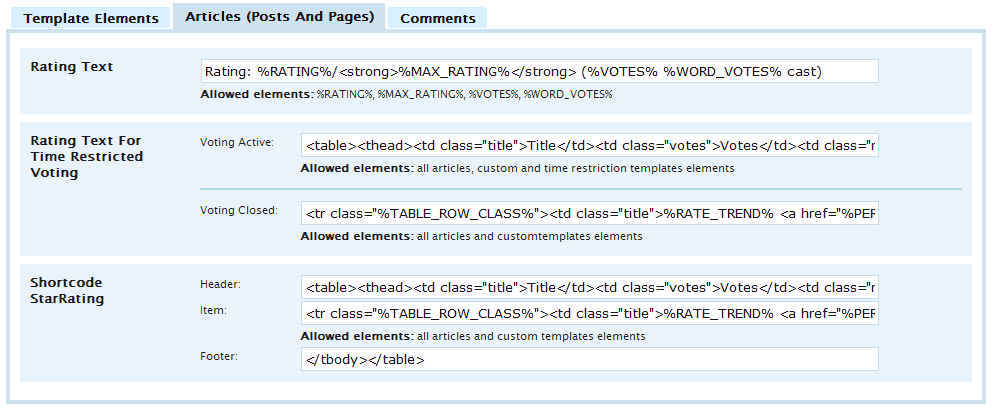 Template Elements
Articles (Posts And Pages)
Comments
Rating Text
Rating: %RATING%/<strong>%MAX_RATING%</strong> (%VOTES% %WORD_VOTES% cast)
Allowed elements: %RATING%, %MAX_RATING%, %VOTES%, %WORD_VOTES%
Rating Text For
Time Restricted
Voting
Voting Active:
<table><thead><td class="title">Title</td><td class="votes">Votes</td><td class="r
Allowed elements: all articles, custom and time restriction templates elements
Voting Closed:
<tr class="%TABLE_ROW_CLASS%"><td class="title">%RATE_TREND% <a href="%PER
Allowed elements: all articles and customtemplates elements
Shortcode
StarRating
Header:
<table><thead><td class="title">Title</td><td class="votes">Votes</td><td class="r
Item:
<tr class="%TABLE_ROW_CLASS%"><td class="title">%RATE_TREND% <a href="%PER
Allowed elements: all articles and custom templates elements
Footer:
</tbody></table>